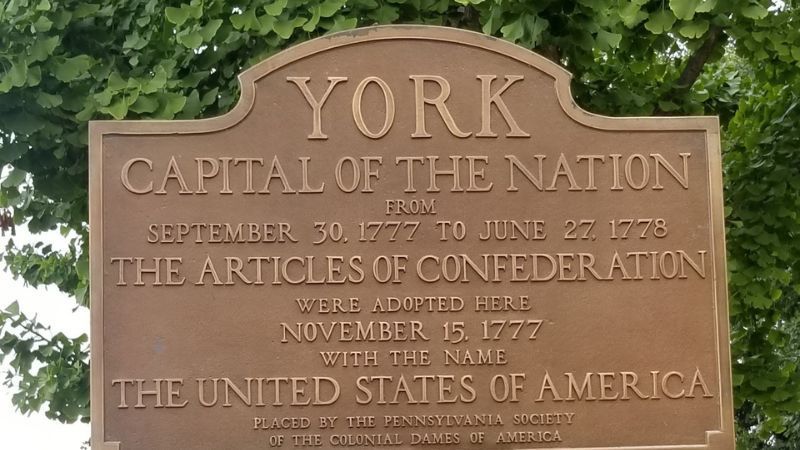 YORK
CAPITAL OF THE NATION
FROM
SEPTEMBER 30, 1777 TO JUNE 27, 1778
THE ARTICLES OF CONFEDERATION
WERE ADOPTED HERE
NOVEMBER 15, 1777
WITH THE NAME
THE UNITED STATES OF AMERICA
PLACED BY THE PENNSYLVANIA SOCIETY
OF THE COLONIAL DAMES OF AMERICA